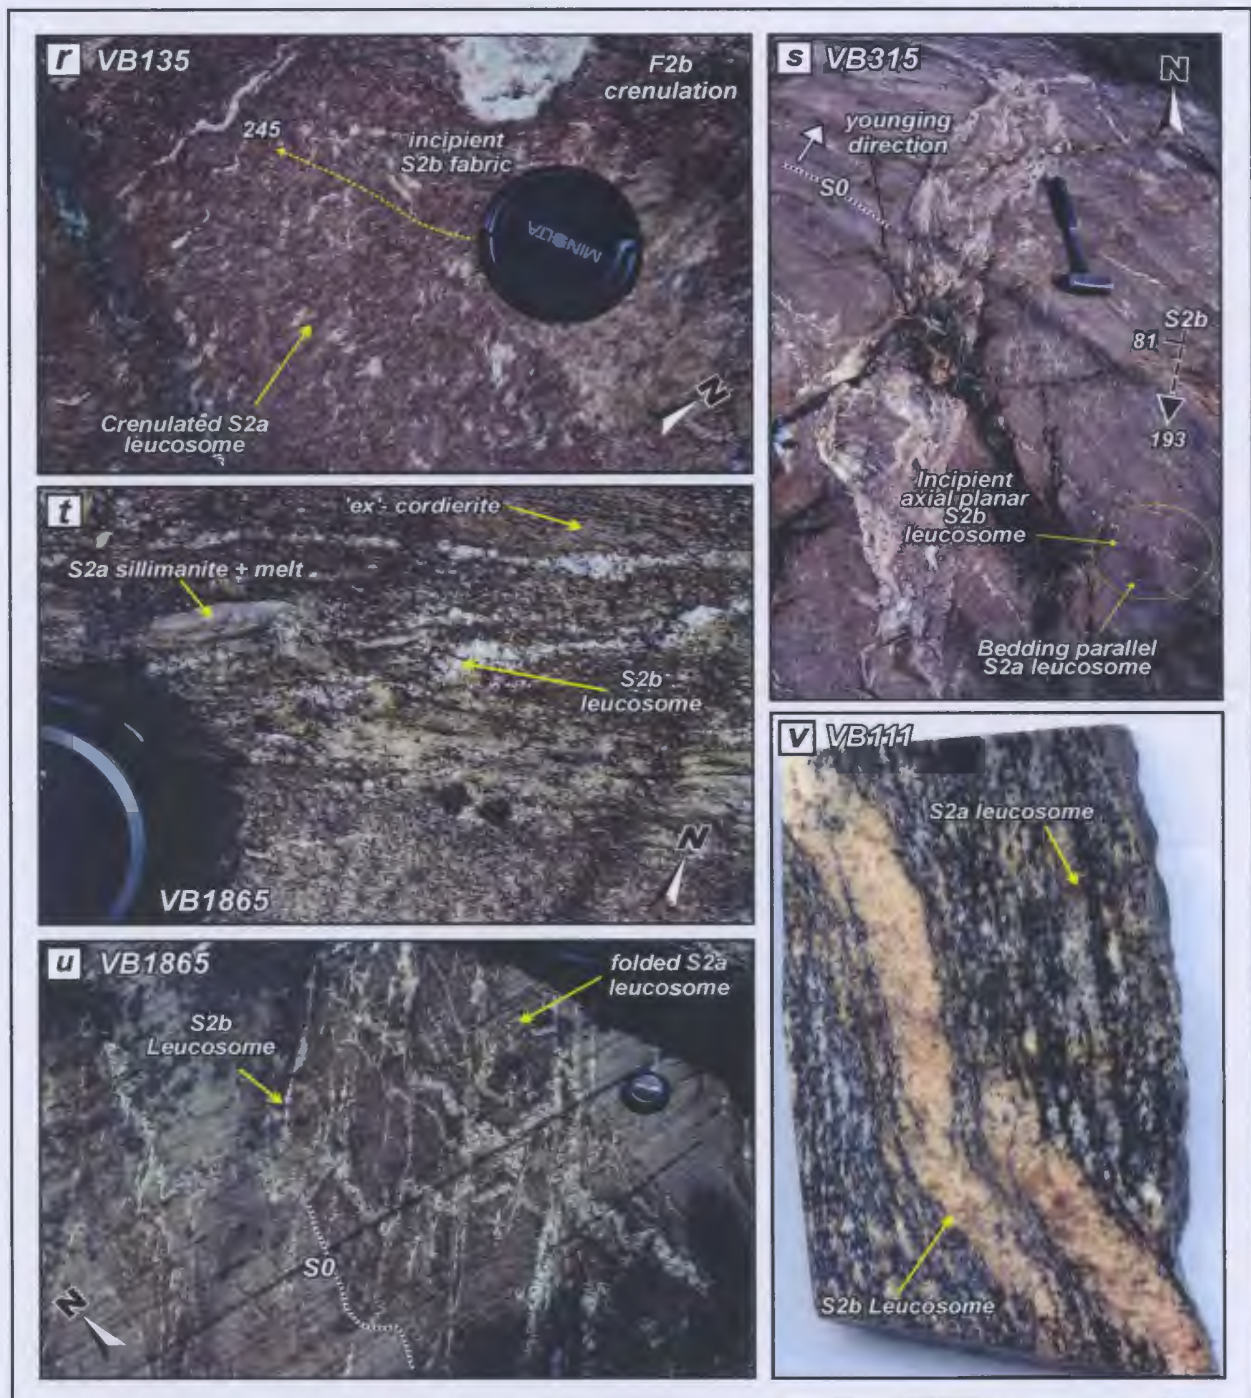 r VB135
F2b
crenulation
245
incipient
S2b fabric
MINOLTA
Crenulated S2a
leucosome
N
s VB315
N
younging
direction
S0
S2b
81
193
Incipient
axial planar
S2b
leucosome
Bedding parallel
S2a leucosome
t
'ex'- cordierite
S2a sillimanite + melt
S2b
leucosome
N
VB1865
u VB1865
folded S2a
leucosome
S2b
Leucosome
S0
N
v VB111
S2a leucosome
S2b Leucosome